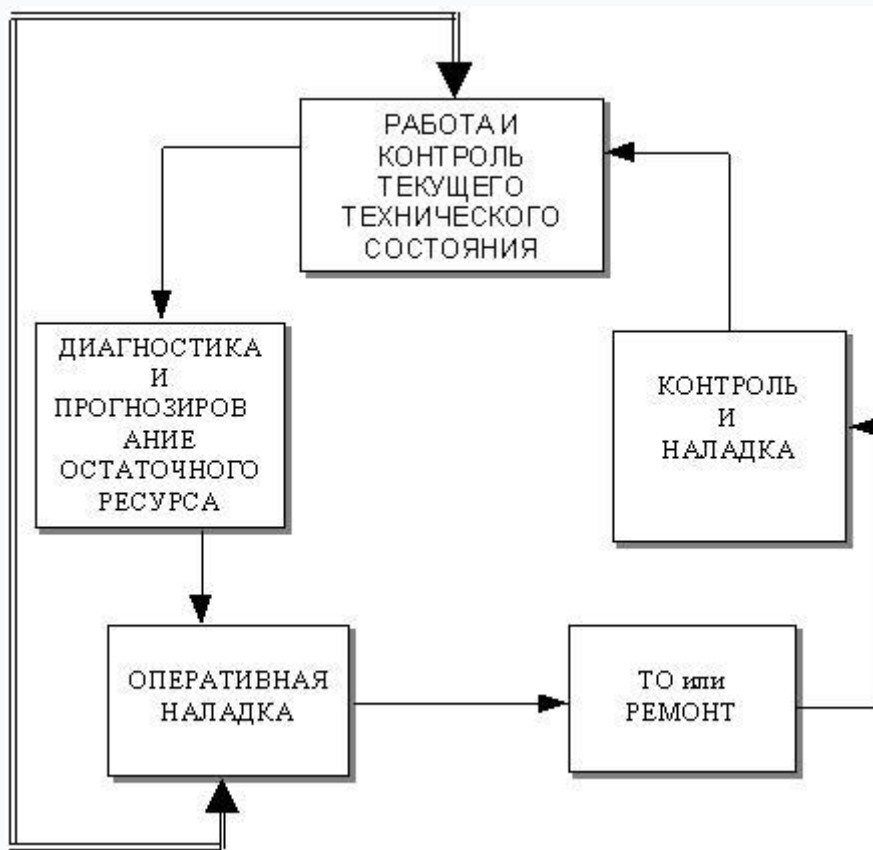 РАБОТА И
КОНТРОЛЬ
ТЕКУЩЕГО
ТЕХНИЧЕСКОГО
СОСТОЯНИЯ
ДИАГНОСТИКА
И
ПРОГНОЗИРОВ
АНИЕ
ОСТАТОЧНОГО
РЕСУРСА
КОНТРОЛЬ
И
НАЛАДКА
ОПЕРАТИВНАЯ
НАЛАДКА
ТО или
РЕМОНТ